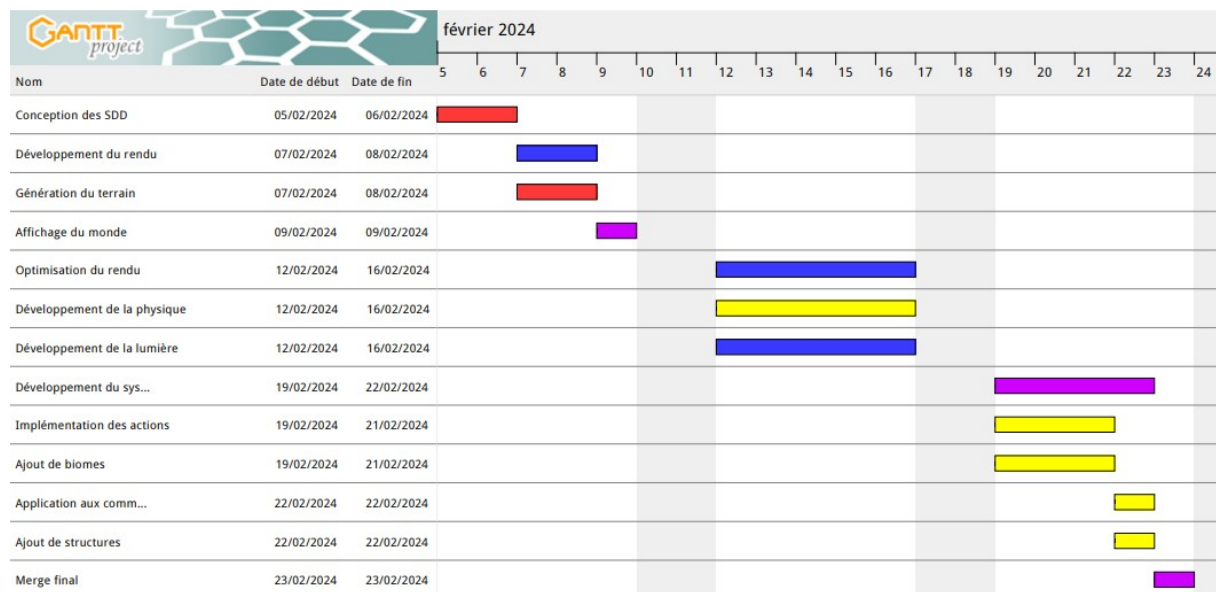 GANTT
project
février 2024
5 6 7 8 9 10 11 12 13 14 15 16 17 18 19 20 21 22 23 24
Nom Date de début Date de fin
Conception des SDD 05/02/2024 06/02/2024
Développement du rendu 07/02/2024 08/02/2024
Génération du terrain 07/02/2024 08/02/2024
Affichage du monde 09/02/2024 09/02/2024
Optimisation du rendu 12/02/2024 16/02/2024
Développement de la physique 12/02/2024 16/02/2024
Développement de la lumière 12/02/2024 16/02/2024
Développement du sys... 19/02/2024 22/02/2024
Implémentation des actions 19/02/2024 21/02/2024
Ajout de biomes 19/02/2024 21/02/2024
Application aux comm... 22/02/2024 22/02/2024
Ajout de structures 22/02/2024 22/02/2024
Merge final 23/02/2024 23/02/2024